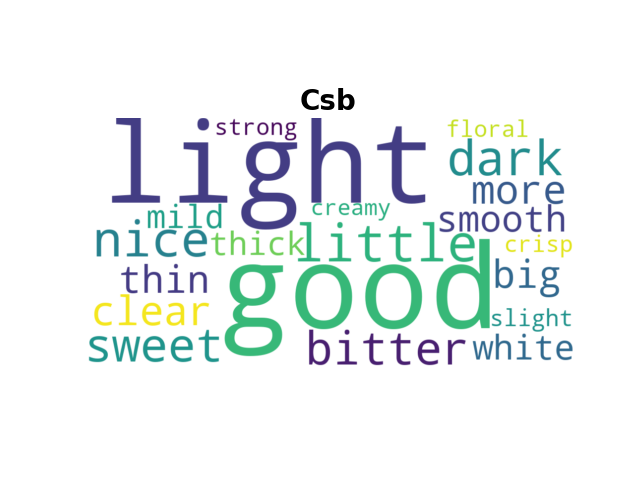 Csb
light
strong
floral
dark
more
creamy
mild
smooth
nice
thick
little
crisp
thin
good
big
clear
slight
sweet
bitter
white